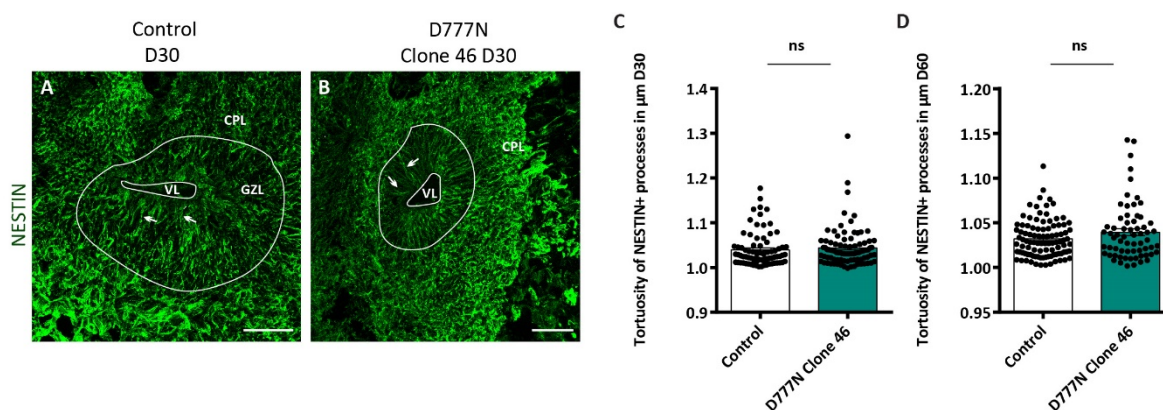 Control
D30
D777N
Clone 46 D30
NESTIN
A
CPL
VL
GZL
B
CPL
VL
C
ns
Tortuosity of NESTIN+ processes in µm D30
1.4
1.3
1.2
1.1
1.0
0.9
Control
D777N Clone 46
D
ns
Tortuosity of NESTIN+ processes in µm D60
1.20
1.15
1.10
1.05
1.00
0.95
Control
D777N Clone 46